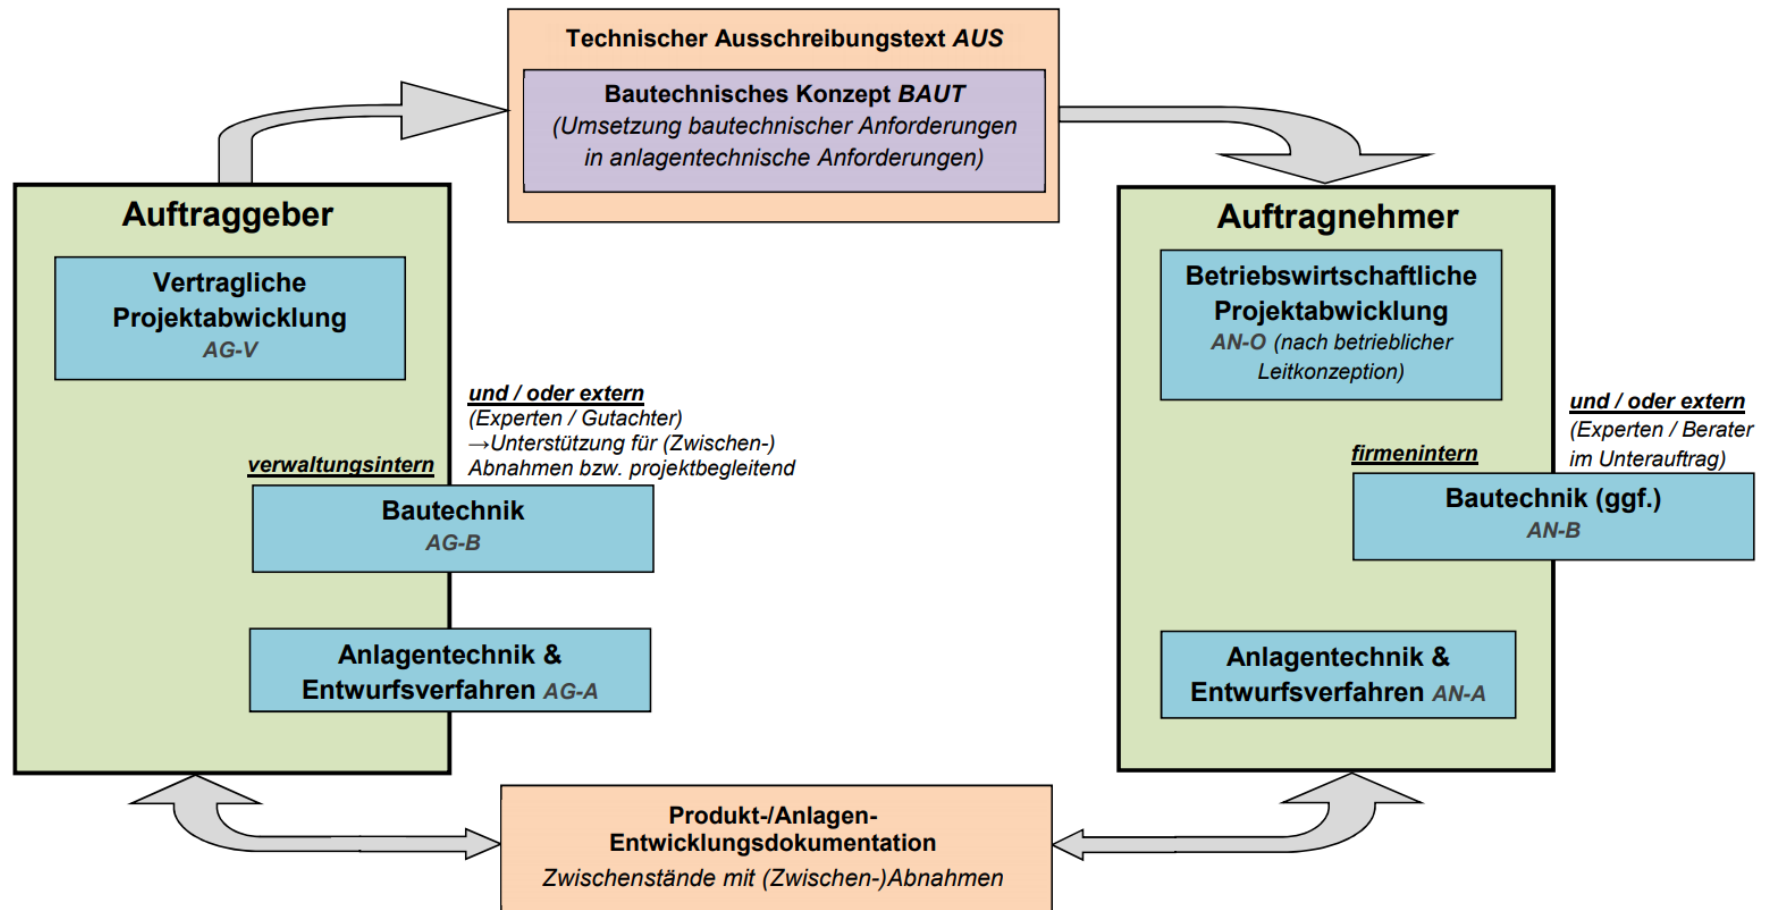 Technischer Ausschreibungstext AUS
Bautechnisches Konzept BAUT
(Umsetzung bautechnischer Anforderungen
in anlagentechnische Anforderungen)
Auftraggeber
Vertragliche
Projektabwicklung
AG-V
und / oder extern
(Experten / Gutachter)
→Unterstützung für (Zwischen-)
Abnahmen bzw. projektbegleitend
verwaltungsintern
Bautechnik
AG-B
Anlagentechnik &
Entwurfsverfahren AG-A
Auftragnehmer
Betriebswirtschaftliche
Projektabwicklung
AN-O (nach betrieblicher
Leitkonzeption)
und / oder extern
(Experten / Berater
im Unterauftrag)
firmenintern
Bautechnik (ggf.)
AN-B
Anlagentechnik &
Entwurfsverfahren AN-A
Produkt-/Anlagen-
Entwicklungsdokumentation
Zwischenstände mit (Zwischen-)Abnahmen